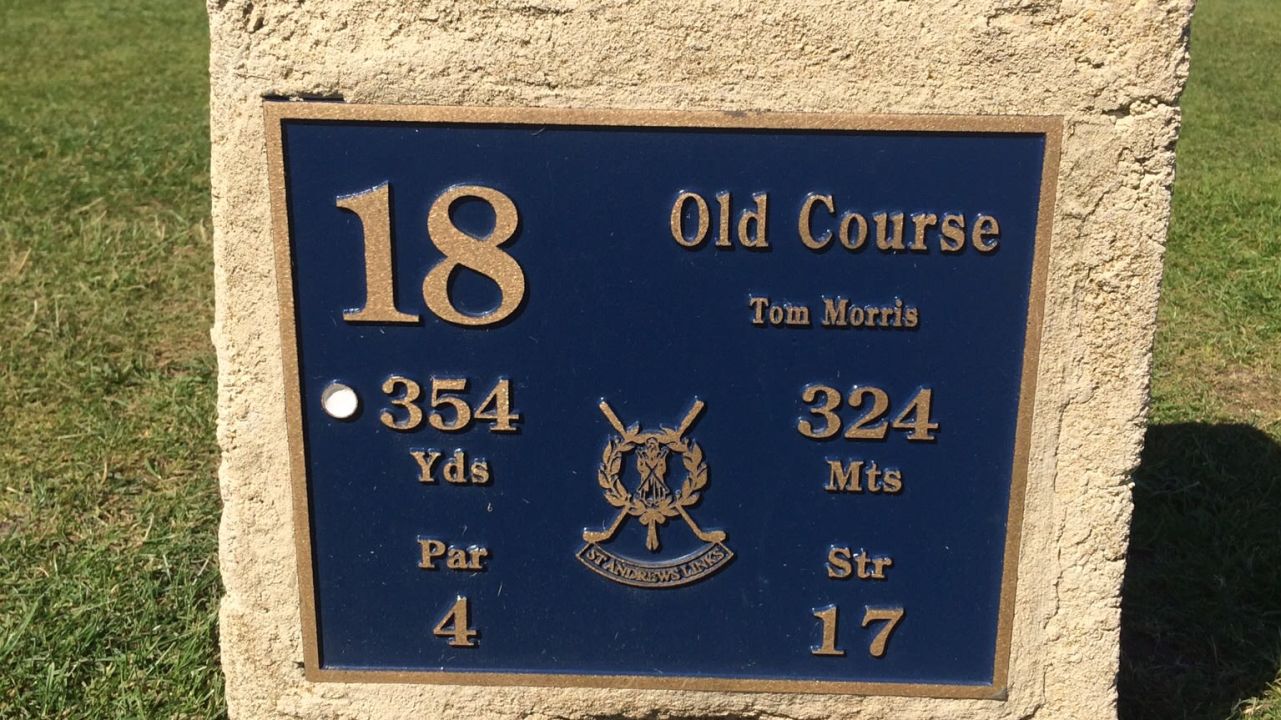 18
Old Course
Tom Morris
354
Yds
324
Mts
ST ANDREWS LINKS
Par
4
Str
17